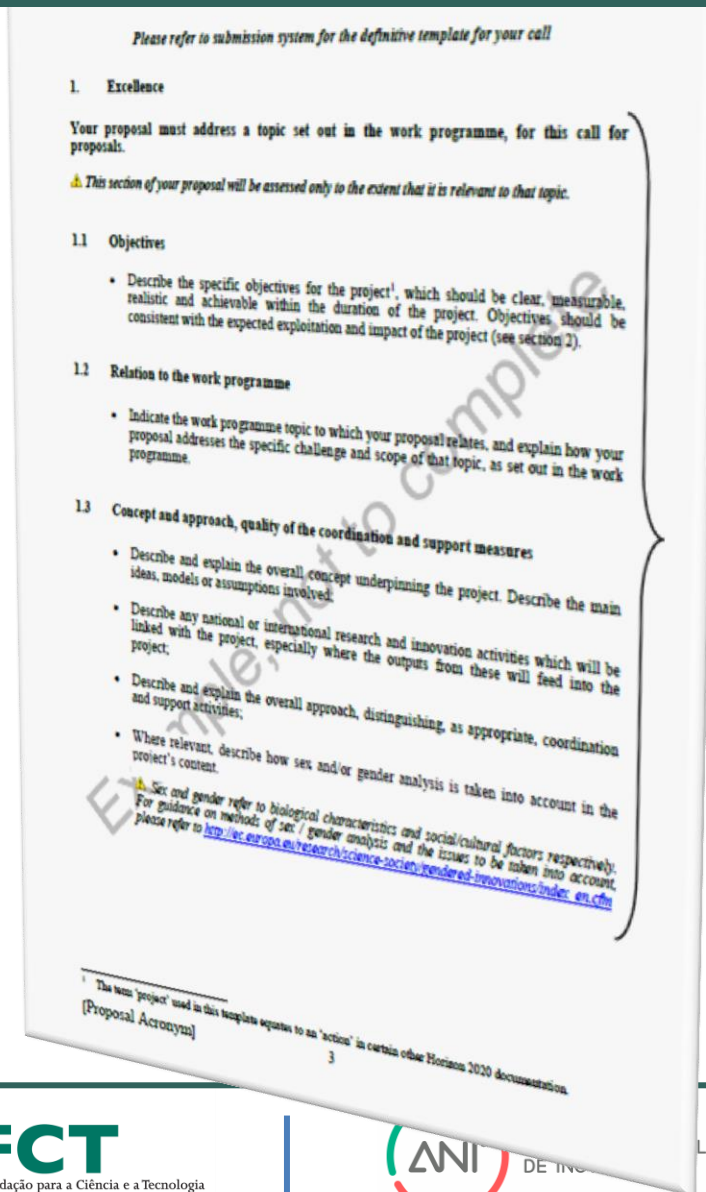 Please refer to submission system for the definitive template for your call
1. Excellence
Your proposal must address a topic set out in the work programme, for this call for
proposals.
This section of your proposal will be assessed only to the extent that it is relevant to that topic.
1.1 Objectives
• Describe the specific objectives for the project1, which should be clear, measurable,
realistic and achievable within the duration of the project. Objectives should be
consistent with the expected exploitation and impact of the project (see section 2).
1.2 Relation to the work programme
• Indicate the work programme topic to which your proposal relates, and explain how your
proposal addresses the specific challenge and scope of that topic, as set out in the work
programme.
1.3 Concept and approach, quality of the coordination and support measures
• Describe and explain the overall concept underpinning the project. Describe the main
ideas, models or assumptions involved;
• Describe any national or international research and innovation activities which will be
linked with the project, especially where the outputs from these will feed into the
project;
• Describe and explain the overall approach, distinguishing, as appropriate, coordination
and support activities;
• Where relevant, describe how sex and/or gender analysis is taken into account in the
project's content.
Sex and gender refer to biological characteristics and social/cultural factors respectively.
For guidance on methods of sex / gender analysis and the issues to be taken into account,
please refer to http://ec.europa.eu/research/science-society/gendered-innovations/index_en.cfm
Example, not to complete
1 The term 'project' used in this template equates to an 'action' in certain other Horizon 2020 documentation.
[Proposal Acronym]
3
FCT
dação para a Ciência e a Tecnologia
ANI
DE